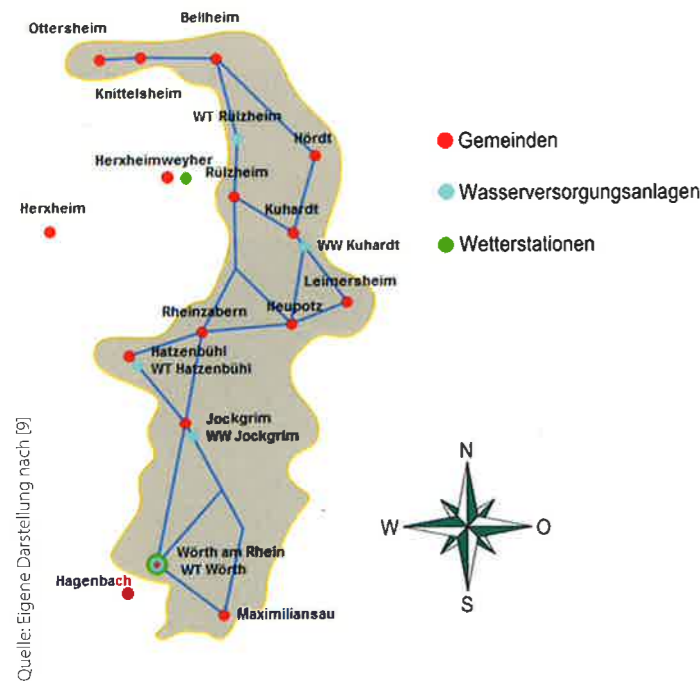 Bellheim
Ottersheim
Knittelsheim
WT Rülzheim
Hördt
Gemeinden
Herxheimweyher
Rülzheim
Wasserversorgungsanlagen
Herxheim
Kuhardt
WW Kuhardt
Wetterstationen
Leimersheim
Neupotz
Rheinzabern
Hatzenbühl
WT Hatzenbühl
Jockgrim
WW Jockgrim
N
W
O
S
Wörth am Rhein
WT Wörth
Hagenbach
Maximiliansau
Quelle: Eigene Darstellung nach [9]